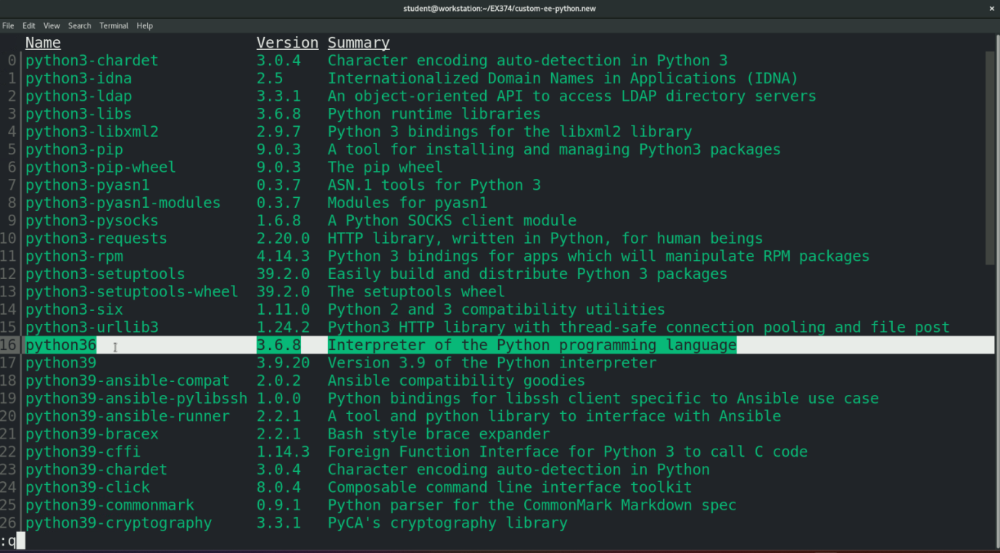 student@workstation:~/EX374/custom-ee-python.new ×
File Edit View Search Terminal Help
Name Version Summary
0 python3-chardet 3.0.4 Character encoding auto-detection in Python 3
1 python3-idna 2.5 Internationalized Domain Names in Applications (IDNA)
2 python3-ldap 3.3.1 An object-oriented API to access LDAP directory servers
3 python3-libs 3.6.8 Python runtime libraries
4 python3-libxml2 2.9.7 Python 3 bindings for the libxml2 library
5 python3-pip 9.0.3 A tool for installing and managing Python3 packages
6 python3-pip-wheel 9.0.3 The pip wheel
7 python3-pyasn1 0.3.7 ASN.1 tools for Python 3
8 python3-pyasn1-modules 0.3.7 Modules for pyasn1
9 python3-pysocks 1.6.8 A Python SOCKS client module
10 python3-requests 2.20.0 HTTP library, written in Python, for human beings
11 python3-rpm 4.14.3 Python 3 bindings for apps which will manipulate RPM packages
12 python3-setuptools 39.2.0 Easily build and distribute Python 3 packages
13 python3-setuptools-wheel 39.2.0 The setuptools wheel
14 python3-six 1.11.0 Python 2 and 3 compatibility utilities
15 python3-urllib3 1.24.2 Python3 HTTP library with thread-safe connection pooling and file post
16 python36 3.6.8 Interpreter of the Python programming language
17 python39 3.9.20 Version 3.9 of the Python interpreter
18 python39-ansible-compat 2.0.2 Ansible compatibility goodies
19 python39-ansible-pylibssh 1.0.0 Python bindings for libssh client specific to Ansible use case
20 python39-ansible-runner 2.2.1 A tool and python library to interface with Ansible
21 python39-bracex 2.2.1 Bash style brace expander
22 python39-cffi 1.14.3 Foreign Function Interface for Python 3 to call C code
23 python39-chardet 3.0.4 Character encoding auto-detection in Python
24 python39-click 8.0.4 Composable command line interface toolkit
25 python39-commonmark 0.9.1 Python parser for the CommonMark Markdown spec
26 python39-cryptography 3.3.1 PyCA's cryptography library
:q